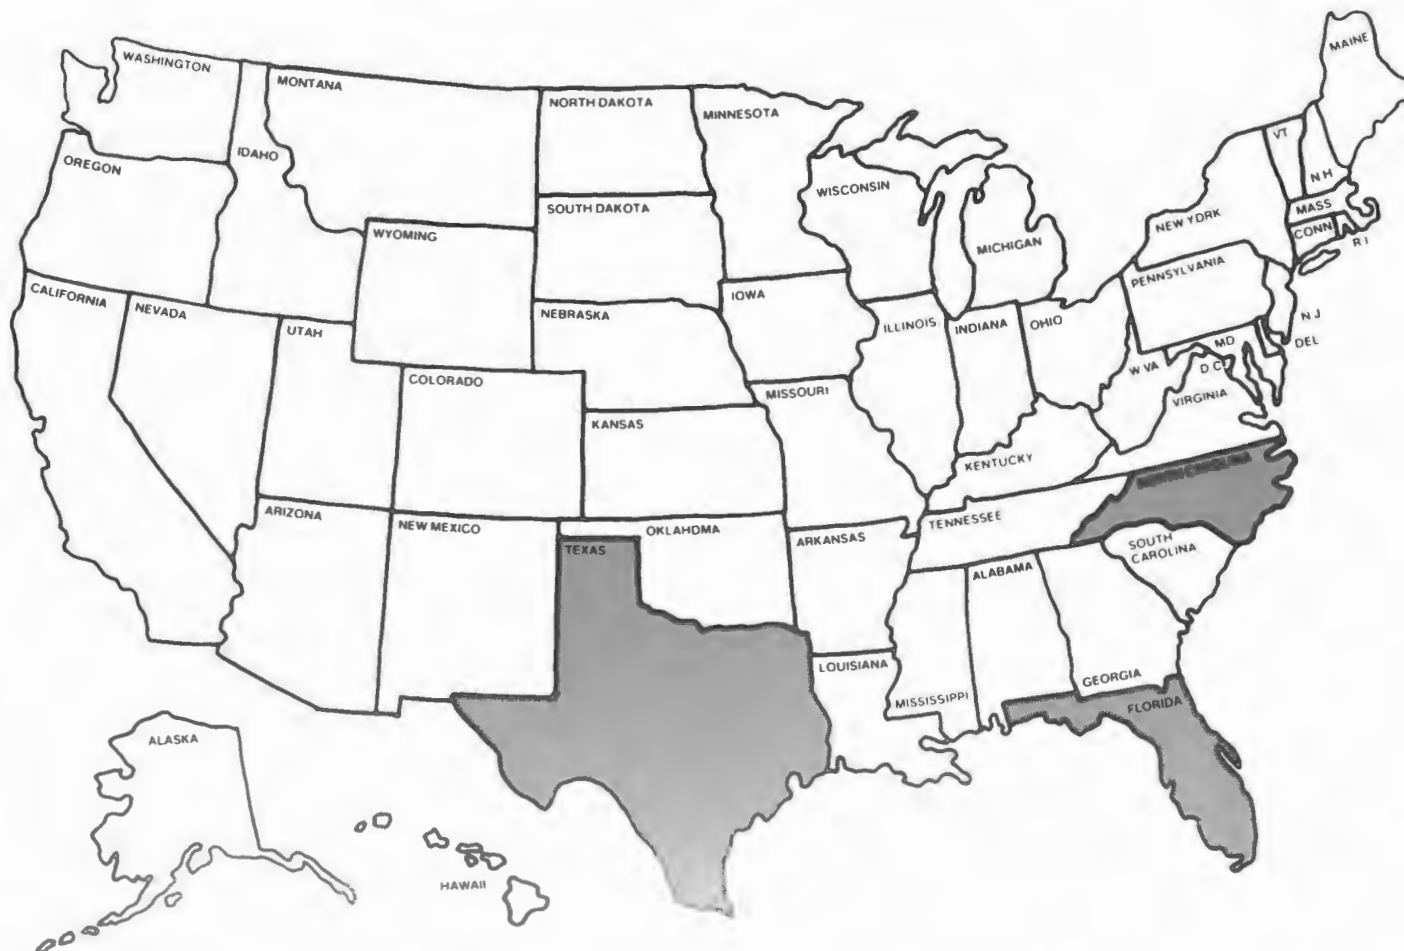 WASHINGTON
MONTANA
NORTH DAKOTA
MINNESOTA
MAINE
OREGON
IDAHO
VT
N H
WISCONSIN
SOUTH DAKOTA
WYOMING
MICHIGAN
NEW YORK
MASS
CONN
R I
CALIFORNIA
NEVADA
UTAH
NEBRASKA
IOWA
ILLINOIS
INDIANA
OHIO
PENNSYLVANIA
N J
DEL
MD
D C
W VA
VIRGINIA
COLORADO
KANSAS
MISSOURI
KENTUCKY
NORTH CAROLINA
ARIZONA
NEW MEXICO
TEXAS
OKLAHOMA
ARKANSAS
TENNESSEE
SOUTH
CAROLINA
ALABAMA
LOUISIANA
MISSISSIPPI
GEORGIA
FLORIDA
ALASKA
HAWAII